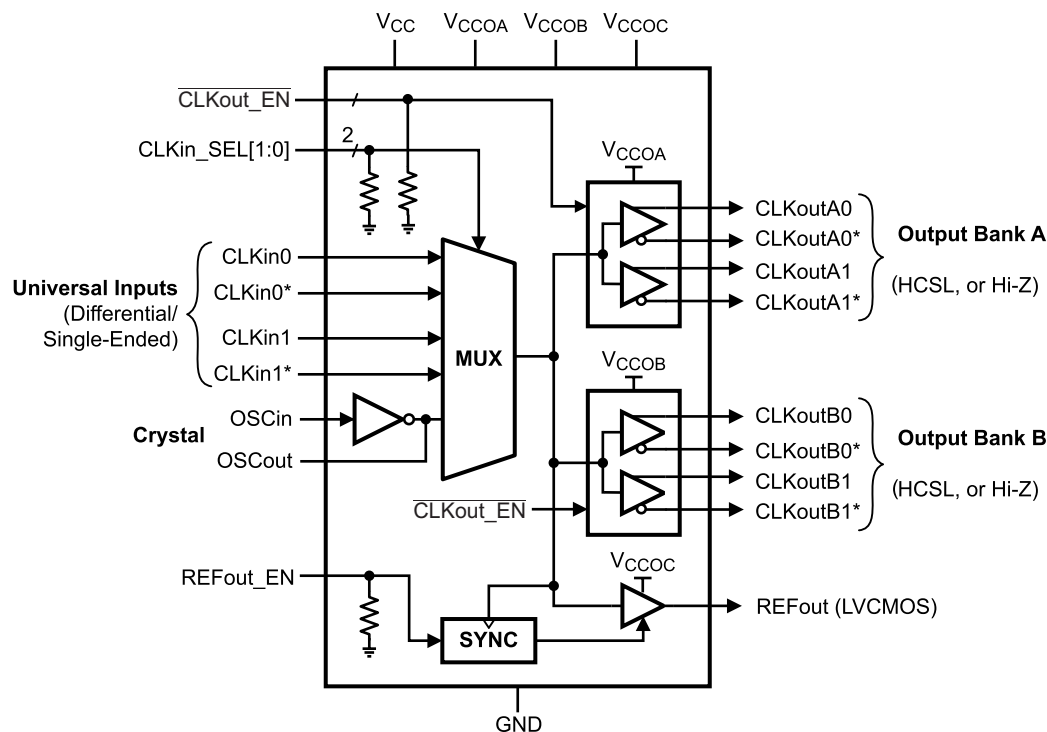 VCC VCCOA VCCOB VCCOC
CLKout_EN
CLKin_SEL[1:0]
2
VCCOA
CLKoutA0
CLKoutA0*
CLKoutA1
CLKoutA1*
Output Bank A
(HCSL, or Hi-Z)
Universal Inputs
(Differential/
Single-Ended)
CLKin0
CLKin0*
CLKin1
CLKin1*
MUX
Crystal
OSCin
OSCout
VCCOB
CLKoutB0
CLKoutB0*
CLKoutB1
CLKoutB1*
Output Bank B
(HCSL, or Hi-Z)
CLKout_EN
REFout_EN
SYNC
VCCOC
REFout (LVCMOS)
GND